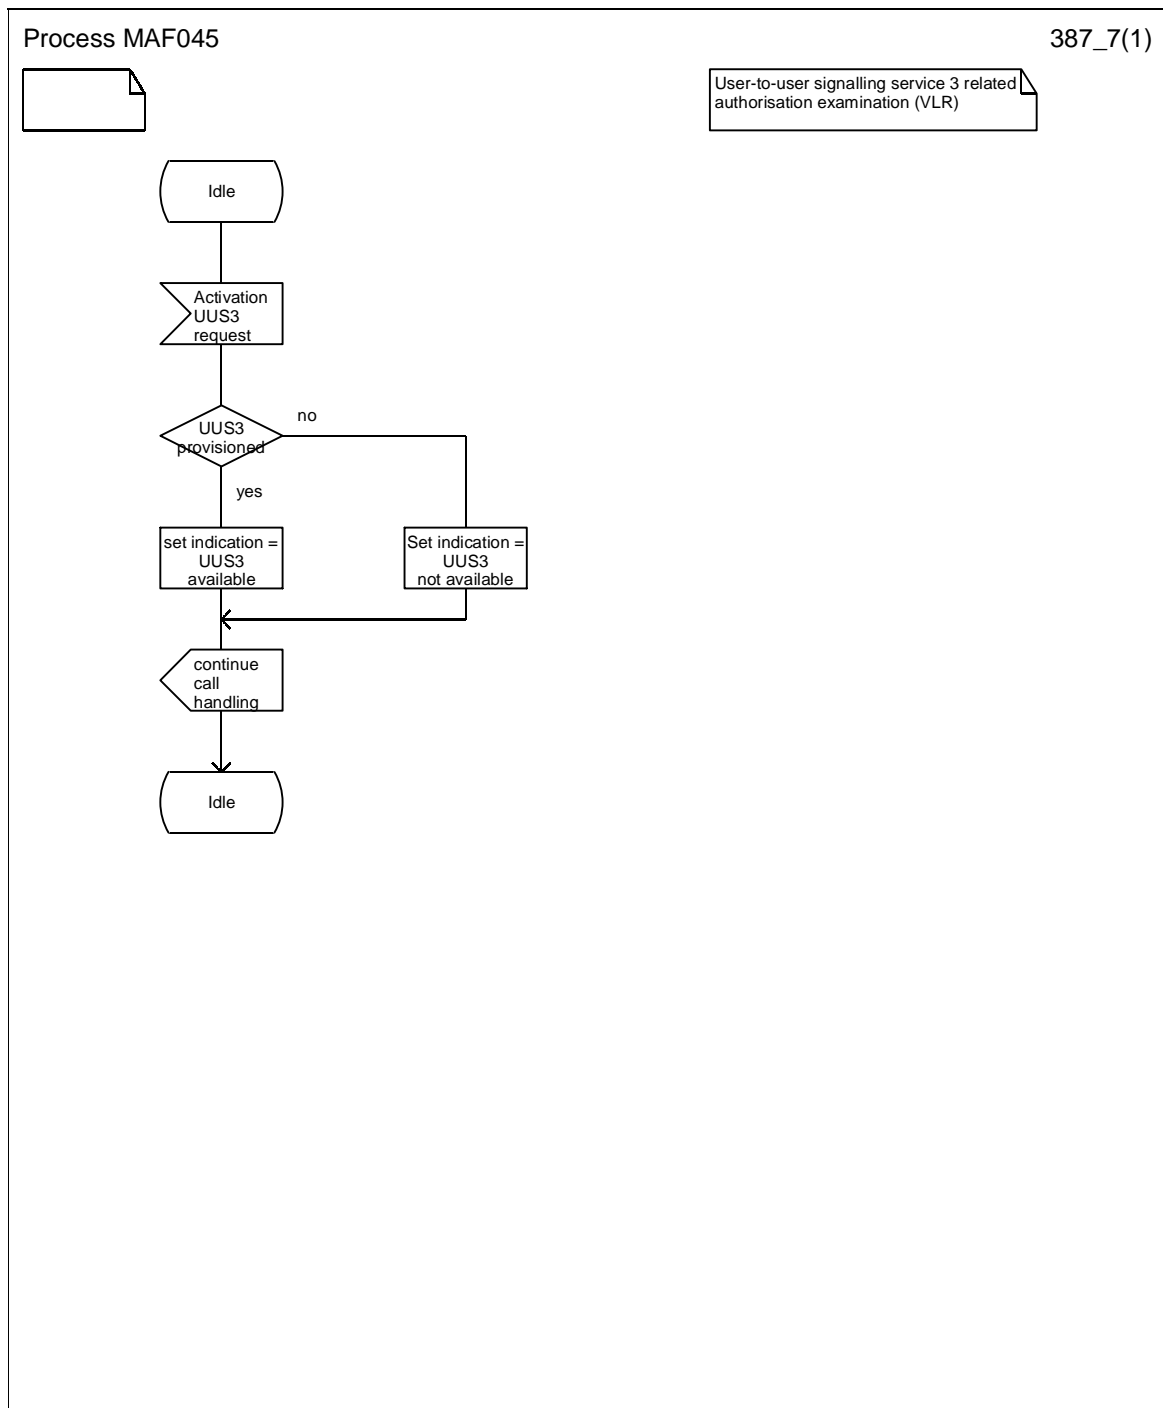 Process MAF045
387_7(1)
User-to-user signalling service 3 related
authorisation examination (VLR)
Idle
Activation
UUS3
request
UUS3
provisioned
no
yes
set indication =
UUS3
available
Set indication =
UUS3
not available
continue
call
handling
Idle